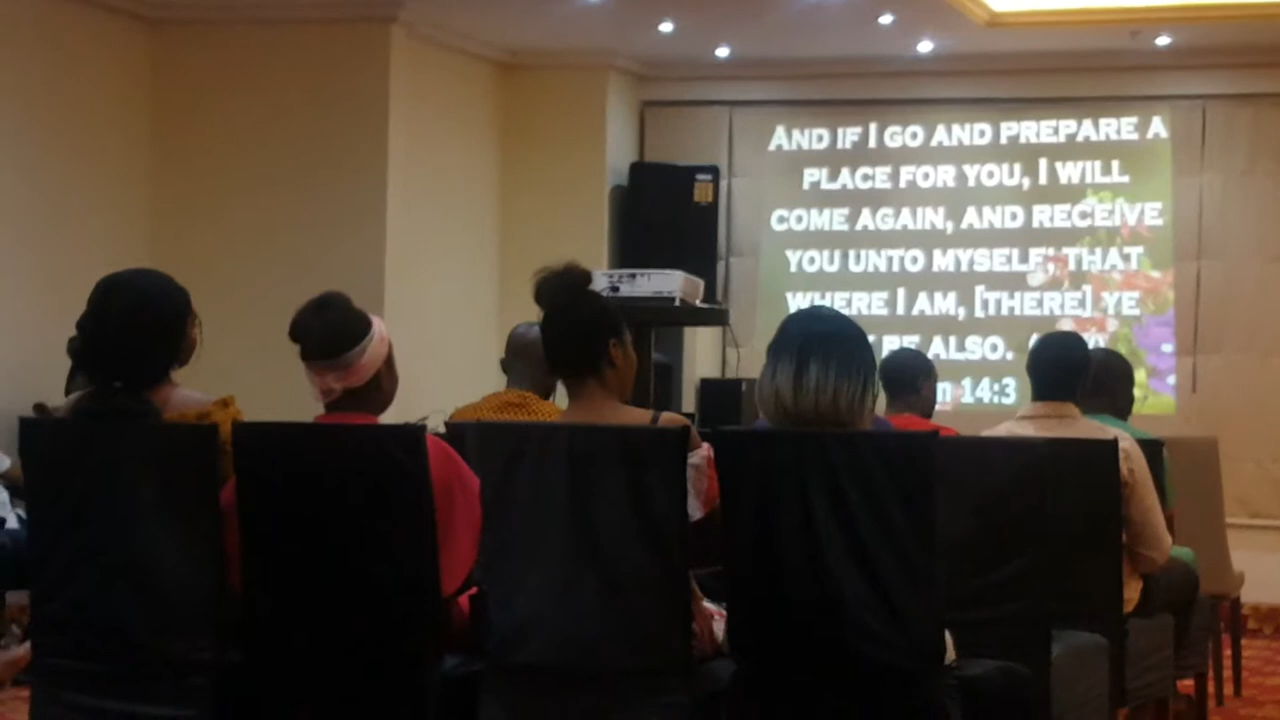 AND IF I GO AND PREPARE A
PLACE FOR YOU, I WILL
COME AGAIN, AND RECEIVE
YOU UNTO MYSELF; THAT
WHERE I AM, [THERE] YE
BE ALSO.
14:3